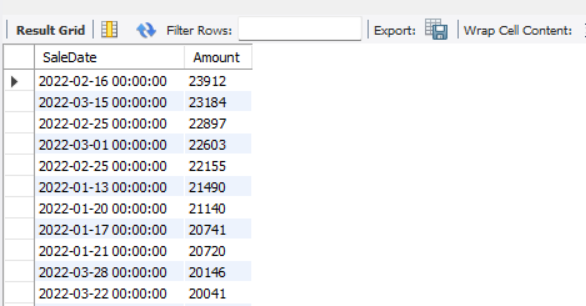 Result Grid Filter Rows: Export: Wrap Cell Content:
SaleDate Amount
2022-02-16 00:00:00 23912
2022-03-15 00:00:00 23184
2022-02-25 00:00:00 22897
2022-03-01 00:00:00 22603
2022-02-25 00:00:00 22155
2022-01-13 00:00:00 21490
2022-01-20 00:00:00 21140
2022-01-17 00:00:00 20741
2022-01-21 00:00:00 20720
2022-03-28 00:00:00 20146
2022-03-22 00:00:00 20041